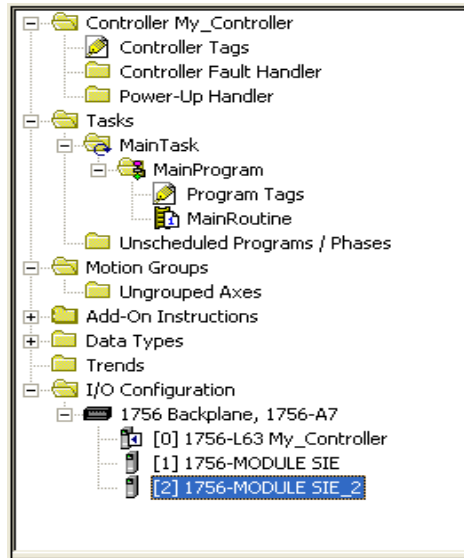 Controller My_Controller
Controller Tags
Controller Fault Handler
Power-Up Handler
Tasks
MainTask
MainProgram
Program Tags
MainRoutine
Unscheduled Programs / Phases
Motion Groups
Ungrouped Axes
Add-On Instructions
Data Types
Trends
I/O Configuration
1756 Backplane, 1756-A7
[0] 1756-L63 My_Controller
[1] 1756-MODULE SIE
[2] 1756-MODULE SIE_2